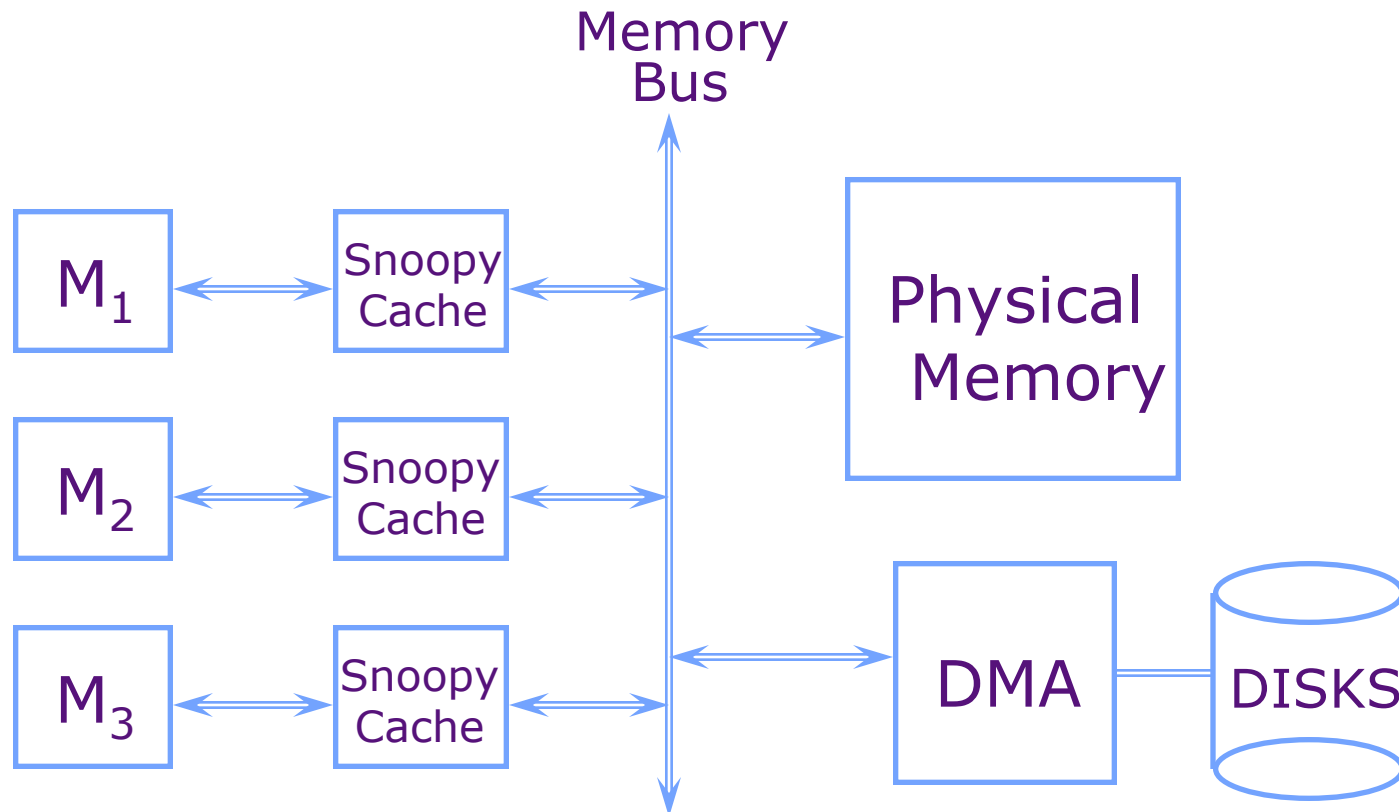 Memory
Bus
M₁
Snoopy
Cache
Physical
Memory
M₂
Snoopy
Cache
M₃
Snoopy
Cache
DMA
DISKS